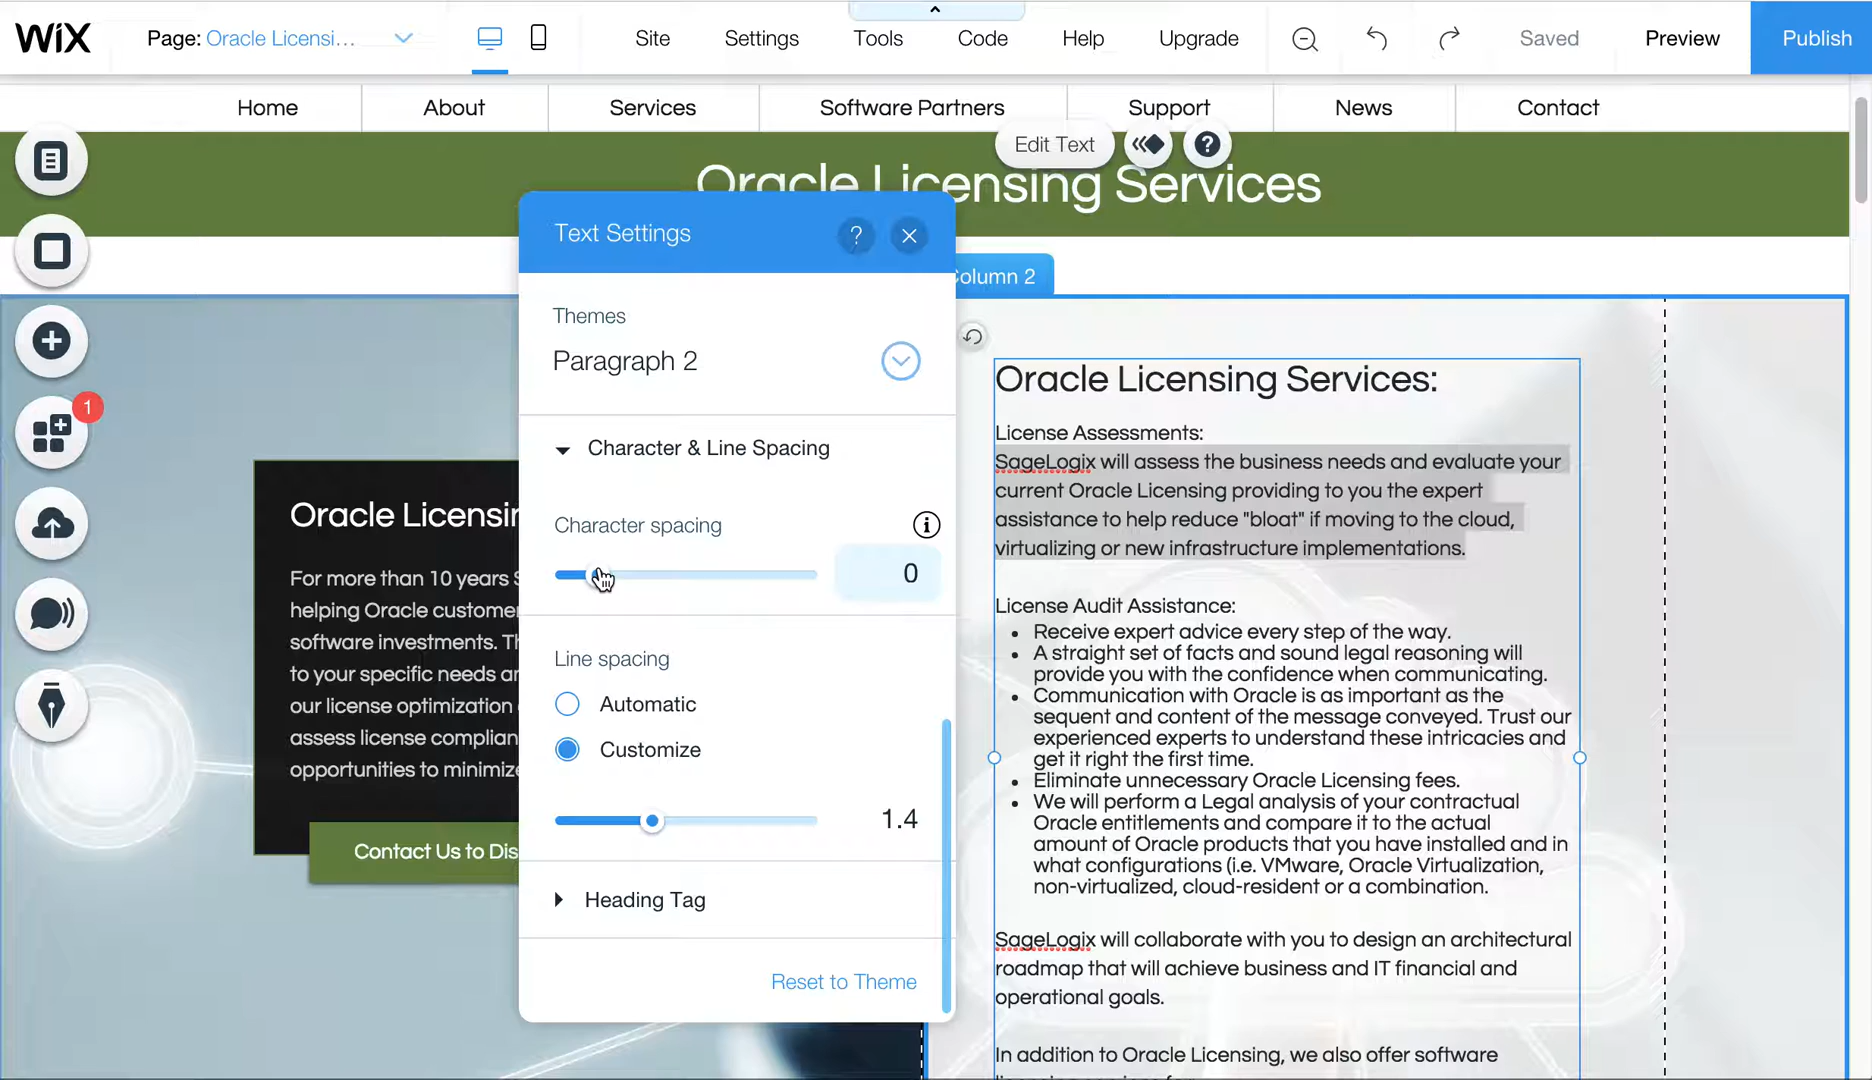 WiX
Page: Oracle Licensi...
Site
Settings
Tools
Code
Help
Upgrade
Saved
Preview
Publish
Home
About
Services
Software Partners
Support
News
Contact
Edit Text
?
Oracle Licensing Services
Text Settings
?
Column 2
Themes
Paragraph 2
Character & Line Spacing
Character spacing
0
Line spacing
Automatic
Customize
1.4
Heading Tag
Reset to Theme
1
Oracle Licensin
For more than 10 years S
helping Oracle custome
software investments. Th
to your specific needs a
our license optimization
assess license complian
opportunities to minimize
Contact Us to Dis
Oracle Licensing Services:
License Assessments:
SageLogix will assess the business needs and evaluate your
current Oracle Licensing providing to you the expert
assistance to help reduce "bloat" if moving to the cloud,
virtualizing or new infrastructure implementations.
License Audit Assistance:
• Receive expert advice every step of the way.
• A straight set of facts and sound legal reasoning will
provide you with the confidence when communicating.
• Communication with Oracle is as important as the
sequent and content of the message conveyed. Trust our
experienced experts to understand these intricacies and
get it right the first time.
• Eliminate unnecessary Oracle Licensing fees.
• We will perform a Legal analysis of your contractual
Oracle entitlements and compare it to the actual
amount of Oracle products that you have installed and in
what configurations (i.e. VMware, Oracle Virtualization,
non-virtualized, cloud-resident or a combination.
SageLogix will collaborate with you to design an architectural
roadmap that will achieve business and IT financial and
operational goals.
In addition to Oracle Licensing, we also offer software